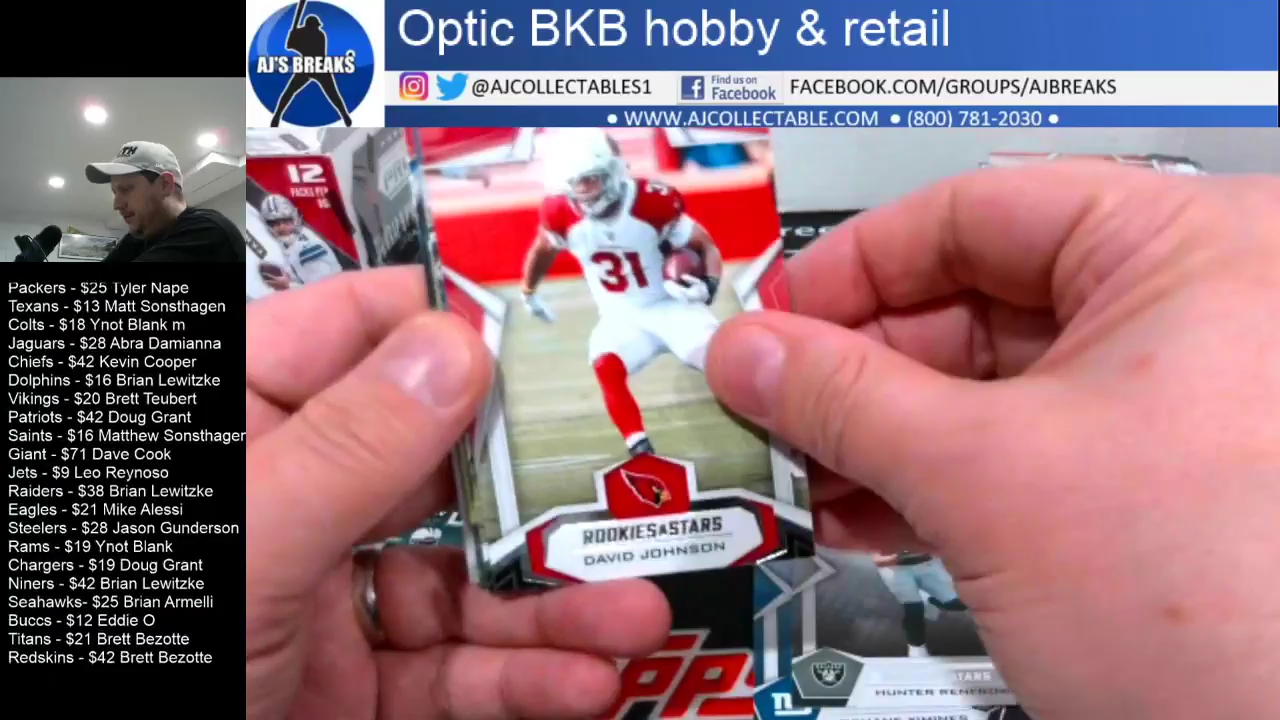 Optic BKB hobby & retail
AJ'S BREAKS
@AJCOLLECTABLES1
Find us on
Facebook
FACEBOOK.COM/GROUPS/AJBREAKS
• WWW.AJCOLLECTABLE.COM • (800) 781-2030 •
12
PACKS PER
31
31
ROOKIES&STARS
DAVID JOHNSON
HUNTER RENFROW
Packers - $25 Tyler Nape
Texans - $13 Matt Sonsthagen
Colts - $18 Ynot Blank m
Jaguars - $28 Abra Damianna
Chiefs - $42 Kevin Cooper
Dolphins - $16 Brian Lewitzke
Vikings - $20 Brett Teubert
Patriots - $42 Doug Grant
Saints - $16 Matthew Sonsthager
Giant - $71 Dave Cook
Jets - $9 Leo Reynoso
Raiders - $38 Brian Lewitzke
Eagles - $21 Mike Alessi
Steelers - $28 Jason Gunderson
Rams - $19 Ynot Blank
Chargers - $19 Doug Grant
Niners - $42 Brian Lewitzke
Seahawks- $25 Brian Armelli
Buccs - $12 Eddie O
Titans - $21 Brett Bezotte
Redskins - $42 Brett Bezotte